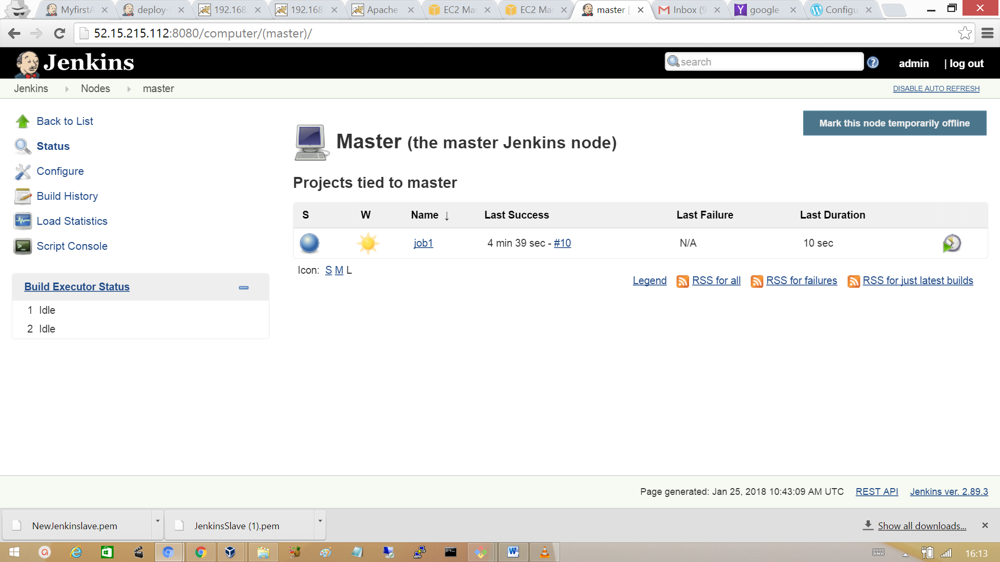 MyfirstA
deploy-
192.168
192.168.
Apache
EC2 Ma
EC2 Ma
master [
Inbox (9
google
Configu
52.15.215.112:8080/computer/(master)/
Jenkins
search
admin
| log out
Jenkins
Nodes
master
DISABLE AUTO REFRESH
Back to List
Status
Configure
Build History
Load Statistics
Script Console
Build Executor Status
1 Idle
2 Idle
Mark this node temporarily offline
Master (the master Jenkins node)
Projects tied to master
S W Name ↓ Last Success Last Failure Last Duration
job1 4 min 39 sec - #10 N/A 10 sec
Icon: S M L
Legend RSS for all RSS for failures RSS for just latest builds
Page generated: Jan 25, 2018 10:43:09 AM UTC REST API Jenkins ver. 2.89.3
NewJenkinslave.pem
JenkinsSlave (1).pem
Show all downloads...
16:13